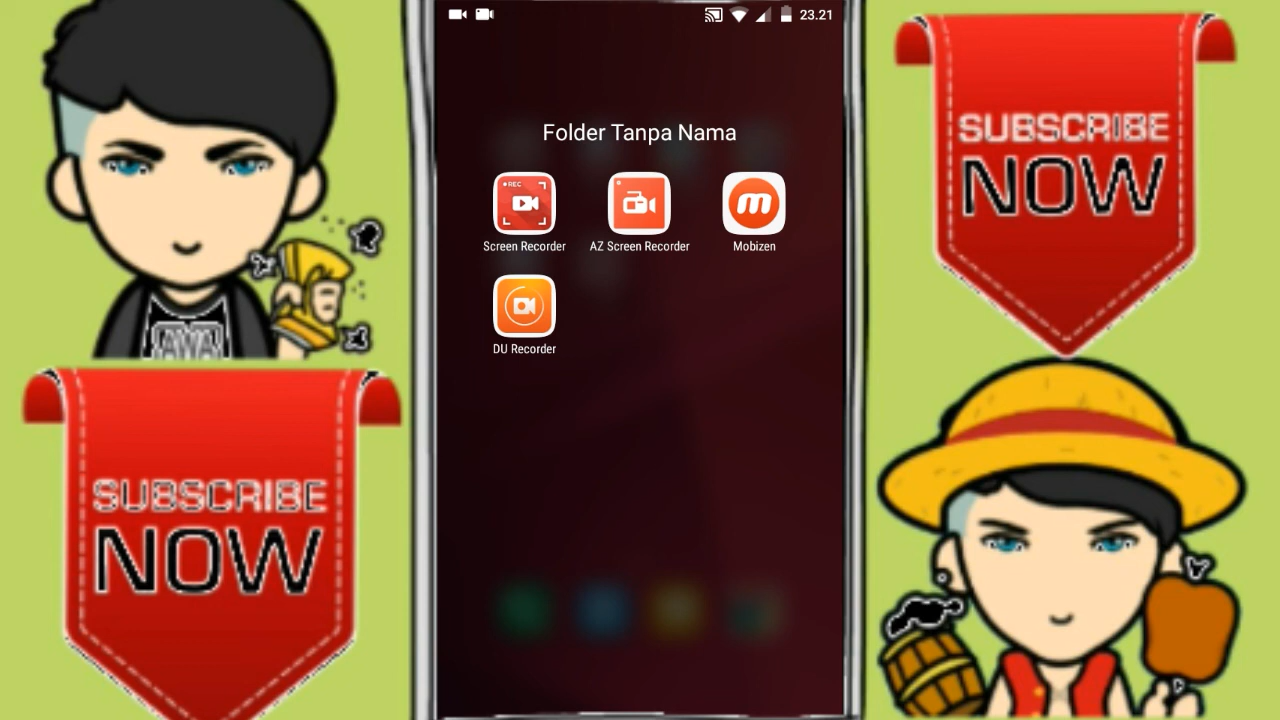 23.21
Folder Tanpa Nama
REC
Screen Recorder
AZ Screen Recorder
m
Mobizen
DU Recorder
SUBSCRIBE
NOW
SUBSCRIBE
NOW